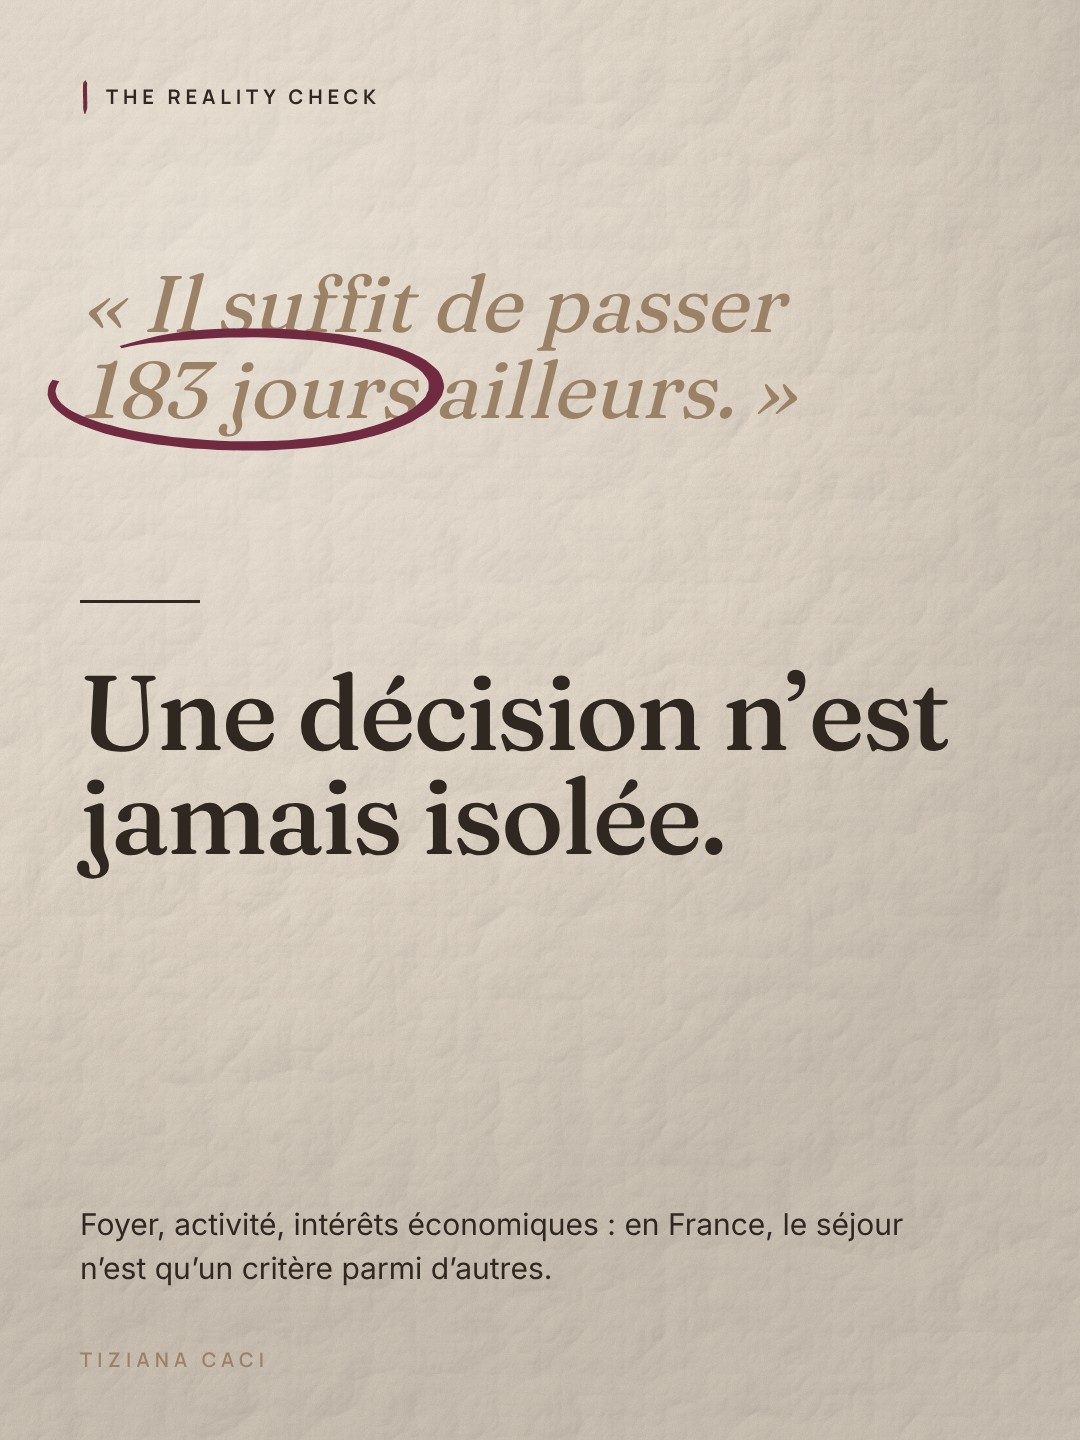 THE REALITY CHECK
« Il suffit de passer
183 jours ailleurs. »
Une décision n’est
jamais isolée.
Foyer, activité, intérêts économiques : en France, le séjour
n’est qu’un critère parmi d’autres.
TIZIANA CACI